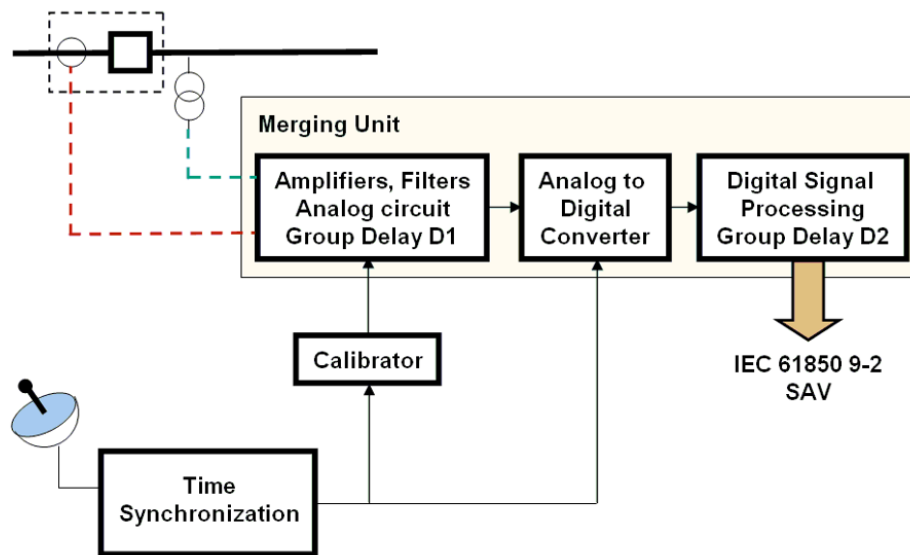 Merging Unit
Amplifiers, Filters
Analog circuit
Group Delay D1
Analog to
Digital
Converter
Digital Signal
Processing
Group Delay D2
Calibrator
IEC 61850 9-2
SAV
Time
Synchronization